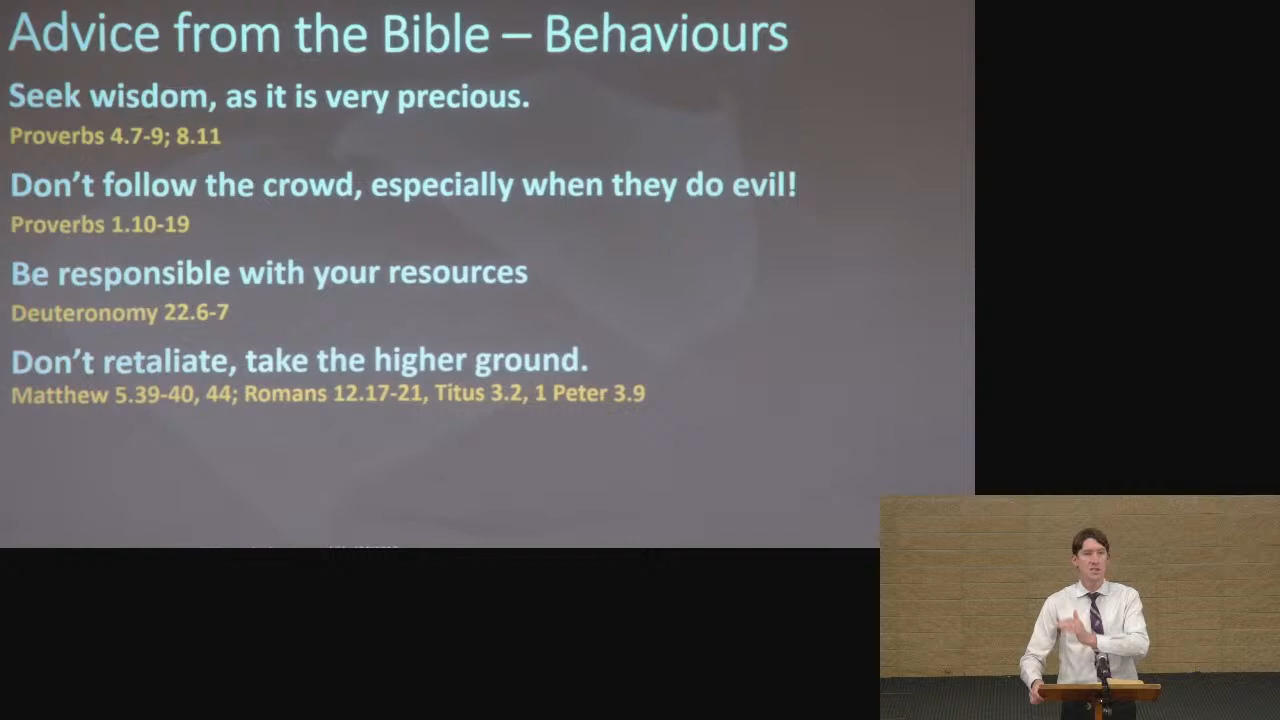 Advice from the Bible – Behaviours
Seek wisdom, as it is very precious.
Proverbs 4.7-9; 8.11
Don't follow the crowd, especially when they do evil!
Proverbs 1.10-19
Be responsible with your resources
Deuteronomy 22.6-7
Don't retaliate, take the higher ground.
Matthew 5.39-40, 44; Romans 12.17-21, Titus 3.2, 1 Peter 3.9